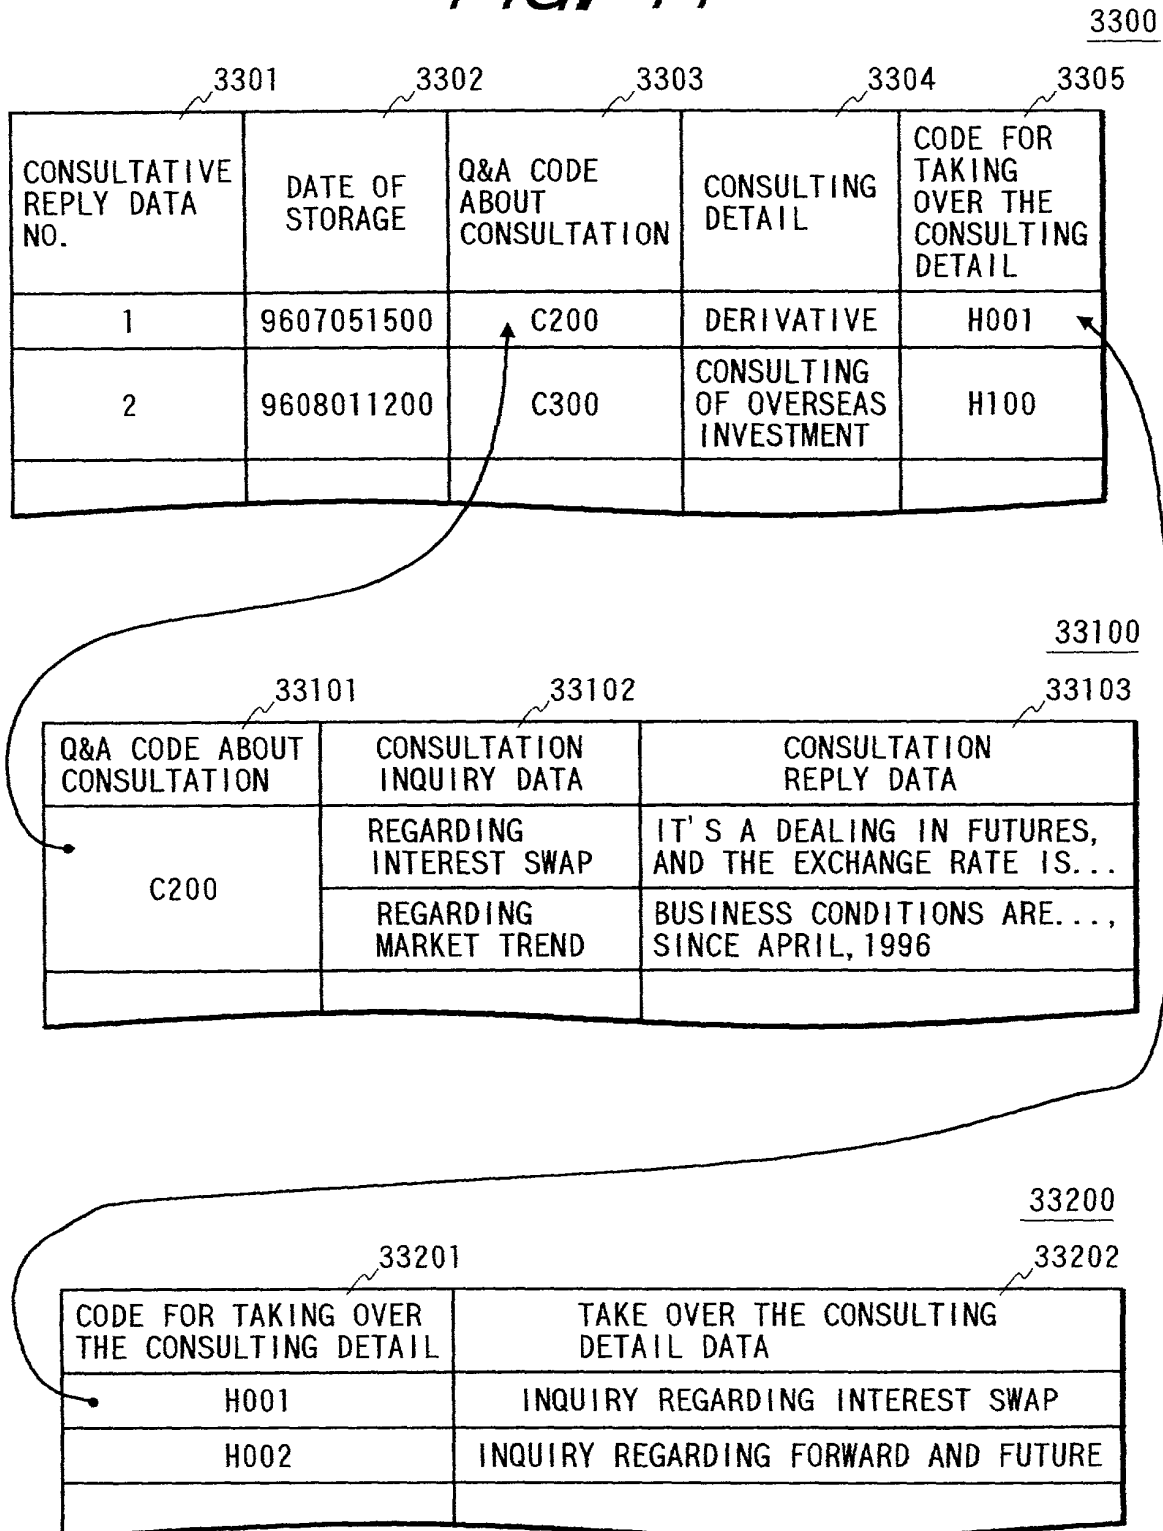 3300
3301 3302 3303 3304 3305
CONSULTATIVE
REPLY DATA
NO.
DATE OF
STORAGE
Q&A CODE
ABOUT
CONSULTATION
CONSULTING
DETAIL
CODE FOR
TAKING
OVER THE
CONSULTING
DETAIL
1 9607051500 C200 DERIVATIVE H001
2 9608011200 C300
CONSULTING
OF OVERSEAS
INVESTMENT
H100
33100
33101 33102 33103
Q&A CODE ABOUT
CONSULTATION
CONSULTATION
INQUIRY DATA
CONSULTATION
REPLY DATA
C200
REGARDING
INTEREST SWAP
IT'S A DEALING IN FUTURES,
AND THE EXCHANGE RATE IS...
REGARDING
MARKET TREND
BUSINESS CONDITIONS ARE...,
SINCE APRIL,1996
33200
33201 33202
CODE FOR TAKING OVER
THE CONSULTING DETAIL
TAKE OVER THE CONSULTING
DETAIL DATA
H001 INQUIRY REGARDING INTEREST SWAP
H002 INQUIRY REGARDING FORWARD AND FUTURE